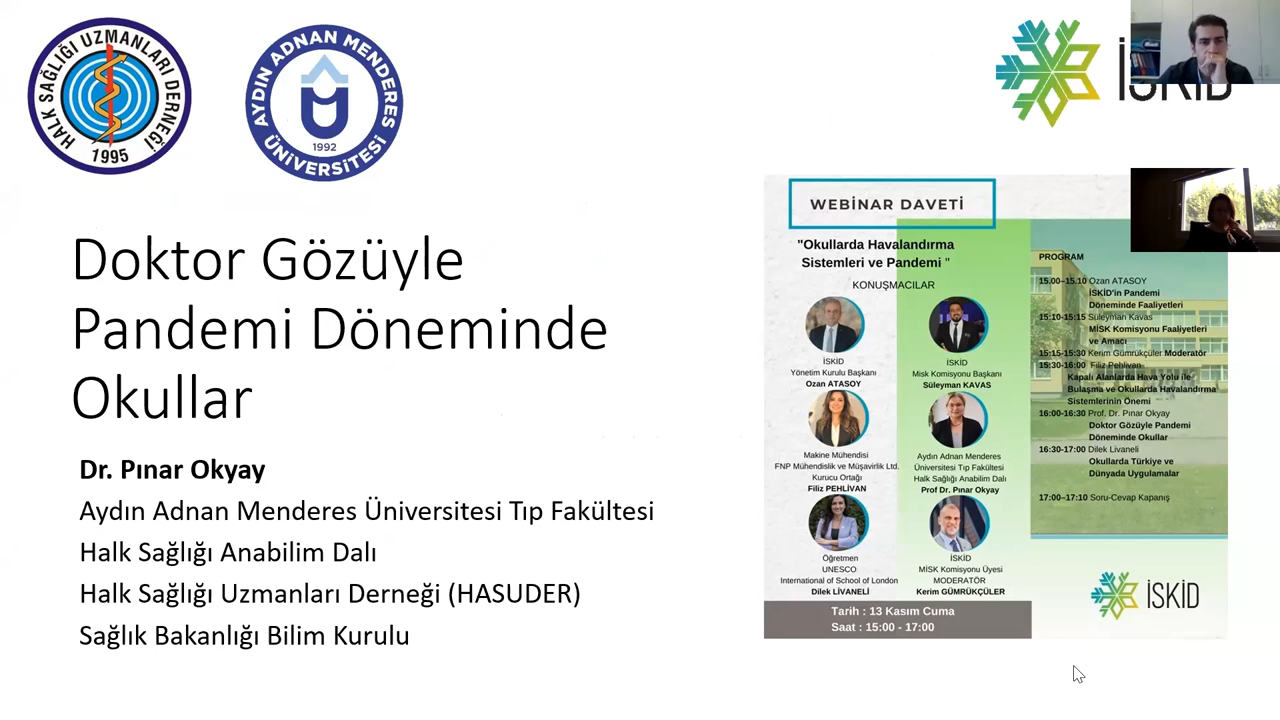 HALK SAĞLIĞI UZMANLARI DERNEĞİ
1995
AYDIN ADNAN MENDERES
1992
ÜNİVERSİTESİ
İSKİD
Doktor Gözüyle
Pandemi Döneminde
Okullar
Dr. Pınar Okyay
Aydın Adnan Menderes Üniversitesi Tıp Fakültesi
Halk Sağlığı Anabilim Dalı
Halk Sağlığı Uzmanları Derneği (HASUDER)
Sağlık Bakanlığı Bilim Kurulu
WEBİNAR DAVETİ
"Okullarda Havalandırma
Sistemleri ve Pandemi "
KONUŞMACILAR
İSKİD
Yönetim Kurulu Başkanı
Ozan ATASOY
İSKİD
Misk Komisyonu Başkanı
Süleyman KAVAS
Makine Mühendisi
FNP Mühendislik ve Müşavirlik Ltd.
Kurucu Ortağı
Filiz PEHLİVAN
Aydın Adnan Menderes
Üniversitesi Tıp Fakültesi
Halk Sağlığı Anabilim Dalı
Prof Dr. Pınar Okyay
Öğretmen
UNESCO
International of School of London
Dilek LİVANELİ
İSKİD
MİSK Komisyonu Üyesi
MODERATÖR
Kerim GÜMRÜKÇÜLER
Tarih : 13 Kasım Cuma
Saat : 15:00 - 17:00
PROGRAM
15.00–15.10 Ozan ATASOY
İSKİD'in Pandemi
Döneminde Faaliyetleri
15:10-15:15 Süleyman Kavas
MİSK Komisyonu Faaliyetleri
ve Amacı
15:15-15:30 Kerim Gümrükçüler Moderatör
15:30-16:00 Filiz Pehlivan
Kapalı Alanlarda Hava Yolu ile
Bulaşma ve Okullarda Havalandırma
Sistemlerinin Önemi
16:00-16:30 Prof. Dr. Pınar Okyay
Doktor Gözüyle Pandemi
Döneminde Okullar
16:30-17:00 Dilek Livaneli
Okullarda Türkiye ve
Dünyada Uygulamalar
17:00–17:10 Soru-Cevap Kapanış
İSKİD